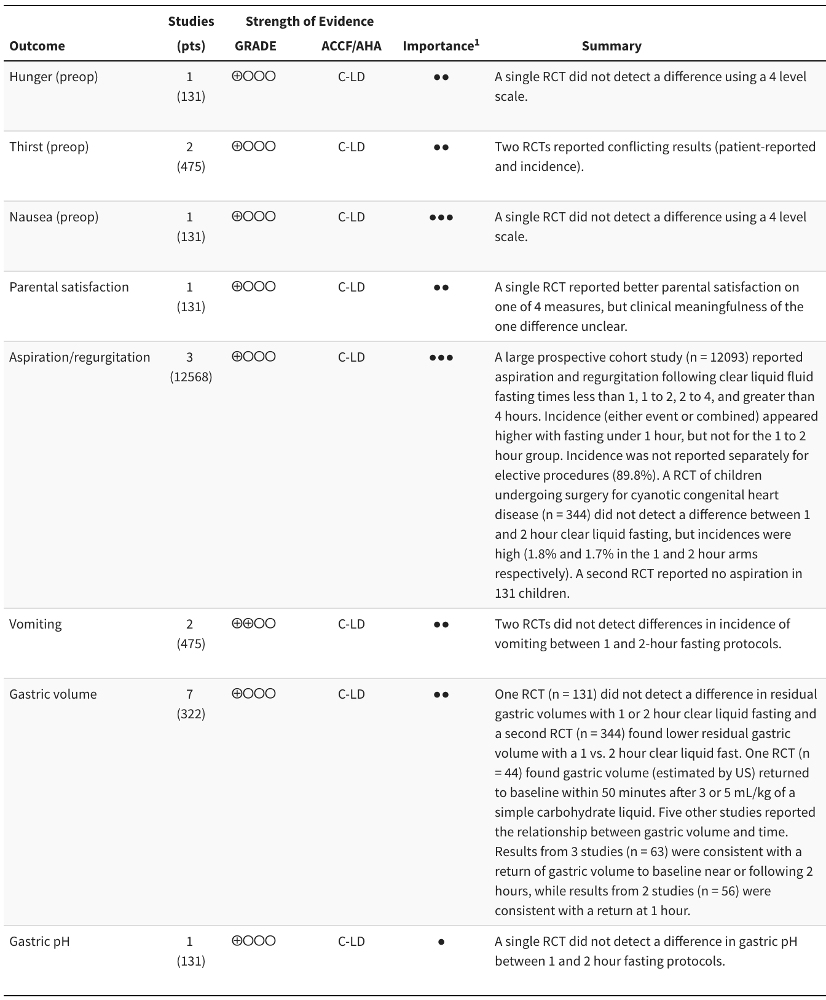 Studies Strength of Evidence
Outcome (pts) GRADE ACCF/AHA Importance¹ Summary
Hunger (preop) 1 ⊕○○○ C-LD ●● A single RCT did not detect a difference using a 4 level
(131) scale.
Thirst (preop) 2 ⊕○○○ C-LD ●● Two RCTs reported conflicting results (patient-reported
(475) and incidence).
Nausea (preop) 1 ⊕○○○ C-LD ●●● A single RCT did not detect a difference using a 4 level
(131) scale.
Parental satisfaction 1 ⊕○○○ C-LD ●● A single RCT reported better parental satisfaction on
(131) one of 4 measures, but clinical meaningfulness of the
one difference unclear.
Aspiration/regurgitation 3 ⊕○○○ C-LD ●●● A large prospective cohort study (n = 12093) reported
(12568) aspiration and regurgitation following clear liquid fluid
fasting times less than 1, 1 to 2, 2 to 4, and greater than
4 hours. Incidence (either event or combined) appeared
higher with fasting under 1 hour, but not for the 1 to 2
hour group. Incidence was not reported separately for
elective procedures (89.8%). A RCT of children
undergoing surgery for cyanotic congenital heart
disease (n = 344) did not detect a difference between 1
and 2 hour clear liquid fasting, but incidences were
high (1.8% and 1.7% in the 1 and 2 hour arms
respectively). A second RCT reported no aspiration in
131 children.
Vomiting 2 ⊕⊕○○ C-LD ●● Two RCTs did not detect differences in incidence of
(475) vomiting between 1 and 2-hour fasting protocols.
Gastric volume 7 ⊕○○○ C-LD ●● One RCT (n = 131) did not detect a difference in residual
(322) gastric volumes with 1 or 2 hour clear liquid fasting and
a second RCT (n = 344) found lower residual gastric
volume with a 1 vs. 2 hour clear liquid fast. One RCT (n
= 44) found gastric volume (estimated by US) returned
to baseline within 50 minutes after 3 or 5 mL/kg of a
simple carbohydrate liquid. Five other studies reported
the relationship between gastric volume and time.
Results from 3 studies (n = 63) were consistent with a
return of gastric volume to baseline near or following 2
hours, while results from 2 studies (n = 56) were
consistent with a return at 1 hour.
Gastric pH 1 ⊕○○○ C-LD ● A single RCT did not detect a difference in gastric pH
(131) between 1 and 2 hour fasting protocols.